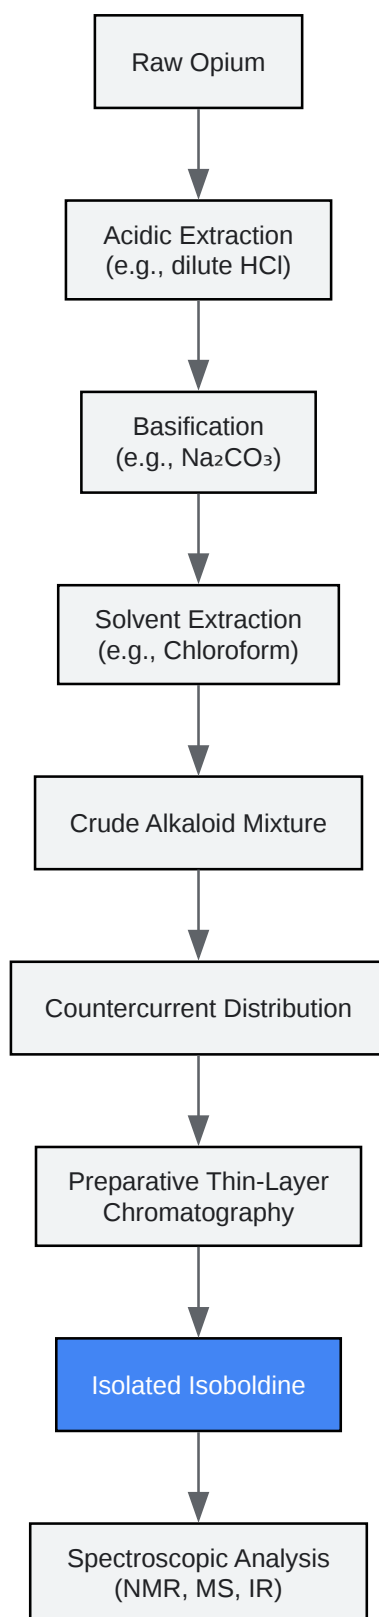 Raw Opium
Acidic Extraction
(e.g., dilute HCl)
Basification
(e.g., Na₂CO₃)
Solvent Extraction
(e.g., Chloroform)
Crude Alkaloid Mixture
Countercurrent Distribution
Preparative Thin-Layer
Chromatography
Isolated Isoboldine
Spectroscopic Analysis
(NMR, MS, IR)